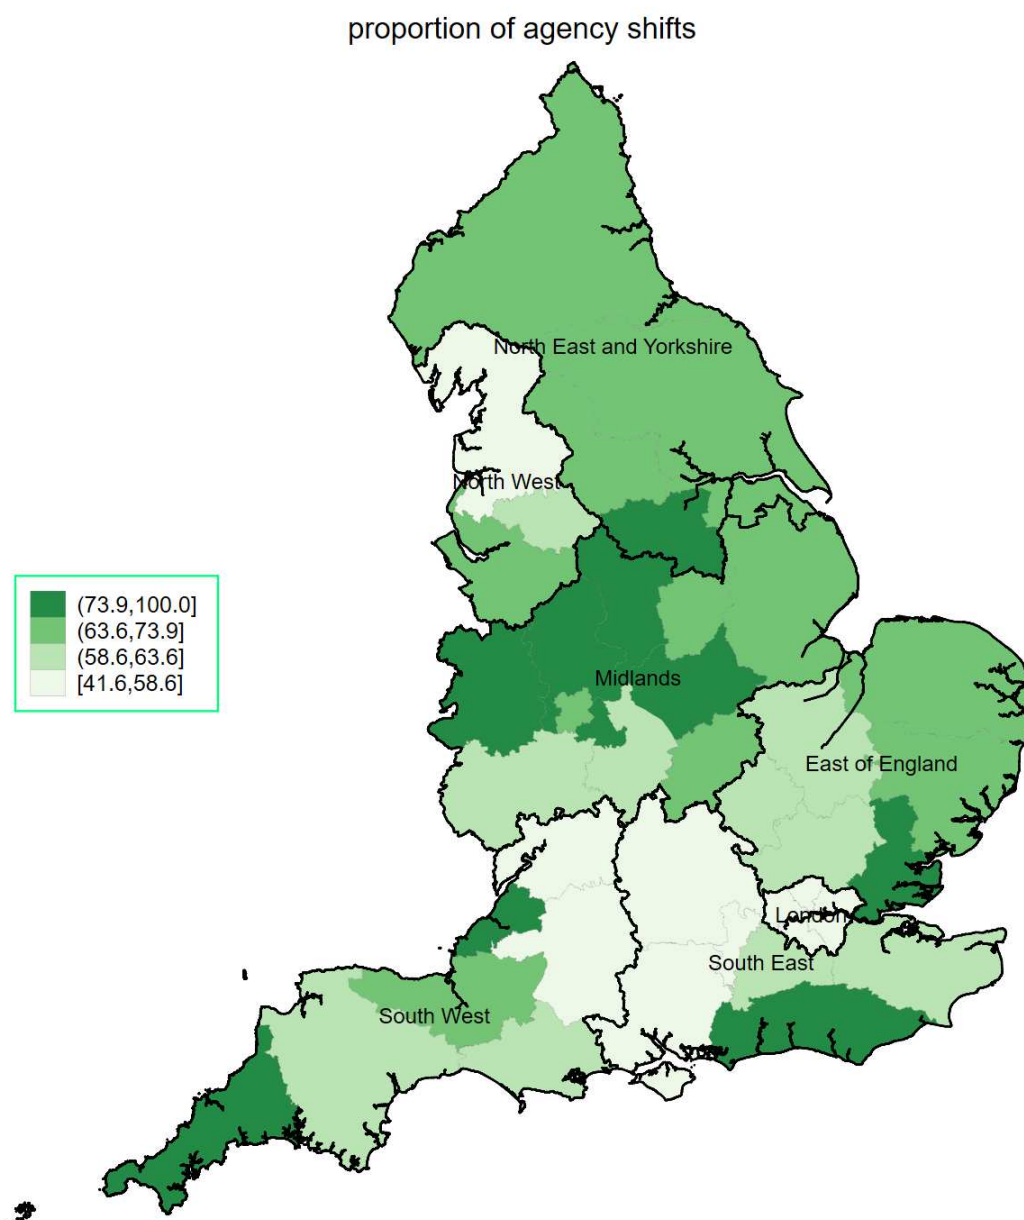 proportion of agency shifts
North East and Yorkshire
North West
(73.9,100.0]
(63.6,73.9]
(58.6,63.6]
[41.6,58.6]
Midlands
East of England
London
South East
South West